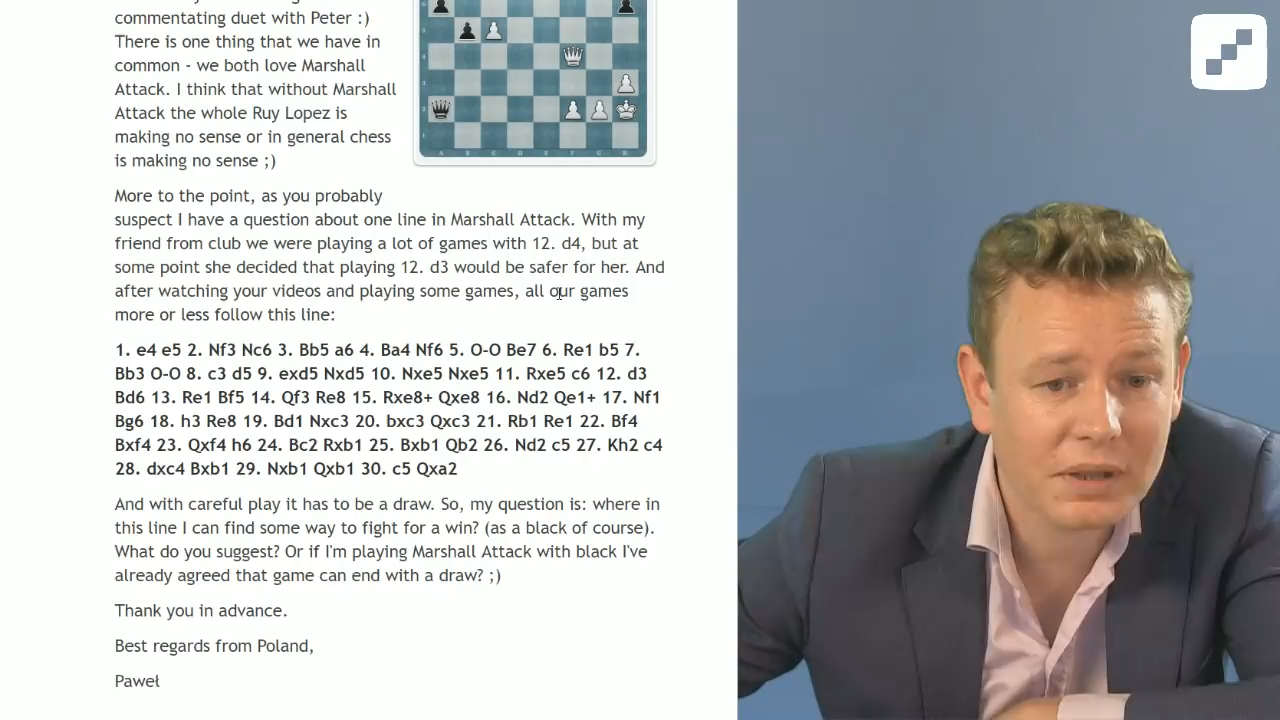 commentating duet with Peter :)
There is one thing that we have in
common - we both love Marshall
Attack. I think that without Marshall
Attack the whole Ruy Lopez is
making no sense or in general chess
is making no sense ;)
More to the point, as you probably
suspect I have a question about one line in Marshall Attack. With my
friend from club we were playing a lot of games with 12. d4, but at
some point she decided that playing 12. d3 would be safer for her. And
after watching your videos and playing some games, all our games
more or less follow this line:
1. e4 e5 2. Nf3 Nc6 3. Bb5 a6 4. Ba4 Nf6 5. O-O Be7 6. Re1 b5 7.
Bb3 O-O 8. c3 d5 9. exd5 Nxd5 10. Nxe5 Nxe5 11. Rxe5 c6 12. d3
Bd6 13. Re1 Bf5 14. Qf3 Re8 15. Rxe8+ Qxe8 16. Nd2 Qe1+ 17. Nf1
Bg6 18. h3 Re8 19. Bd1 Nxc3 20. bxc3 Qxc3 21. Rb1 Re1 22. Bf4
Bxf4 23. Qxf4 h6 24. Bc2 Rxb1 25. Bxb1 Qb2 26. Nd2 c5 27. Kh2 c4
28. dxc4 Bxb1 29. Nxb1 Qxb1 30. c5 Qxa2
And with careful play it has to be a draw. So, my question is: where in
this line I can find some way to fight for a win? (as a black of course).
What do you suggest? Or if I'm playing Marshall Attack with black I've
already agreed that game can end with a draw? ;)
Thank you in advance.
Best regards from Poland,
Paweł